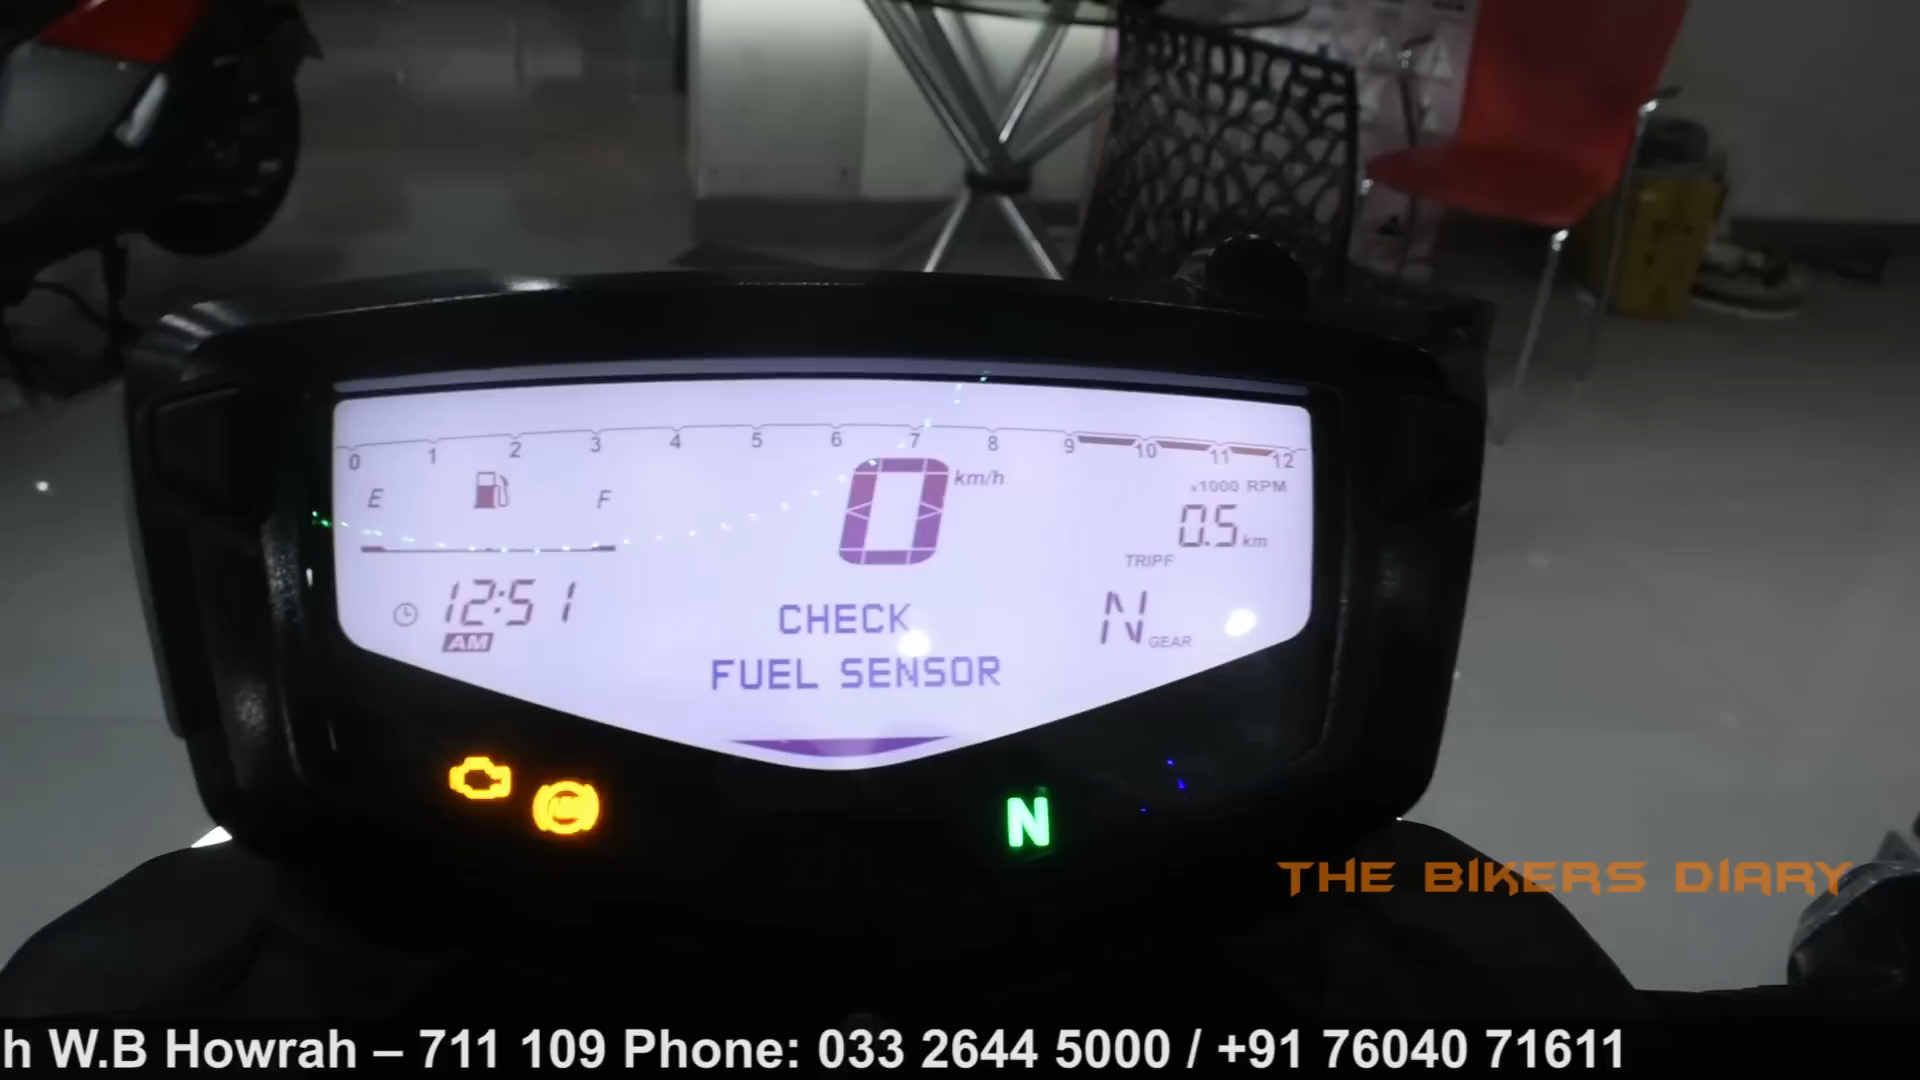 0 1 2 3 4 5 6 7 8 9 10 11 12
x1000 RPM
E F
0 km/h
0.5 km
TRIP F
12:51
AM
N GEAR
CHECK
FUEL SENSOR
ABS
N
THE BIKERS DIARY
h W.B Howrah – 711 109 Phone: 033 2644 5000 / +91 76040 71611